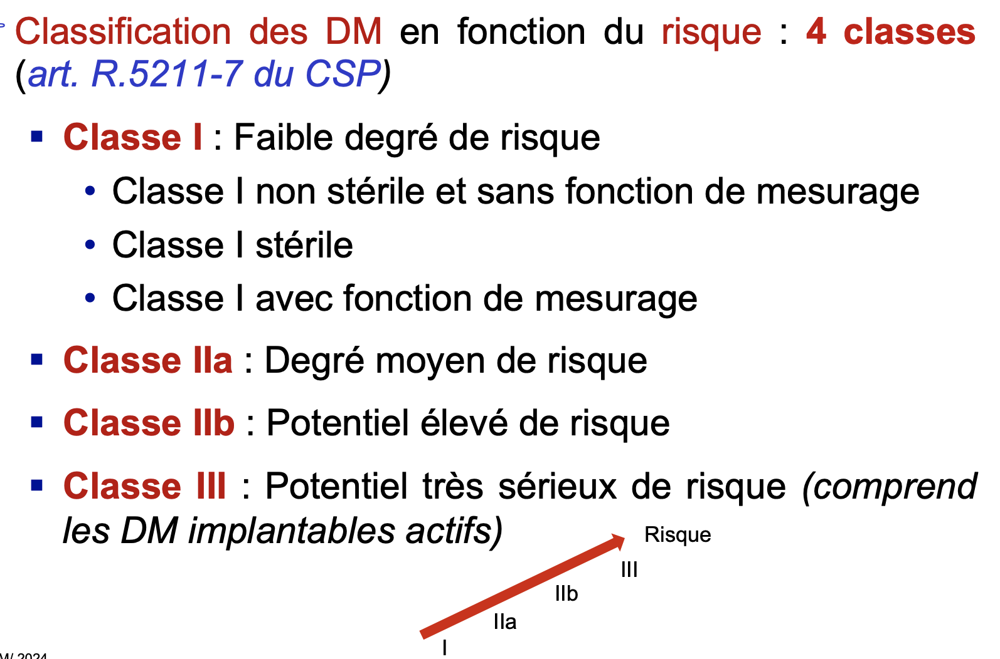 Classification des DM en fonction du risque : 4 classes
(art. R.5211-7 du CSP)
▪ Classe I : Faible degré de risque
• Classe I non stérile et sans fonction de mesurage
• Classe I stérile
• Classe I avec fonction de mesurage
▪ Classe IIa : Degré moyen de risque
▪ Classe IIb : Potentiel élevé de risque
▪ Classe III : Potentiel très sérieux de risque (comprend
les DM implantables actifs)
Risque
III
IIb
IIa
I
2024